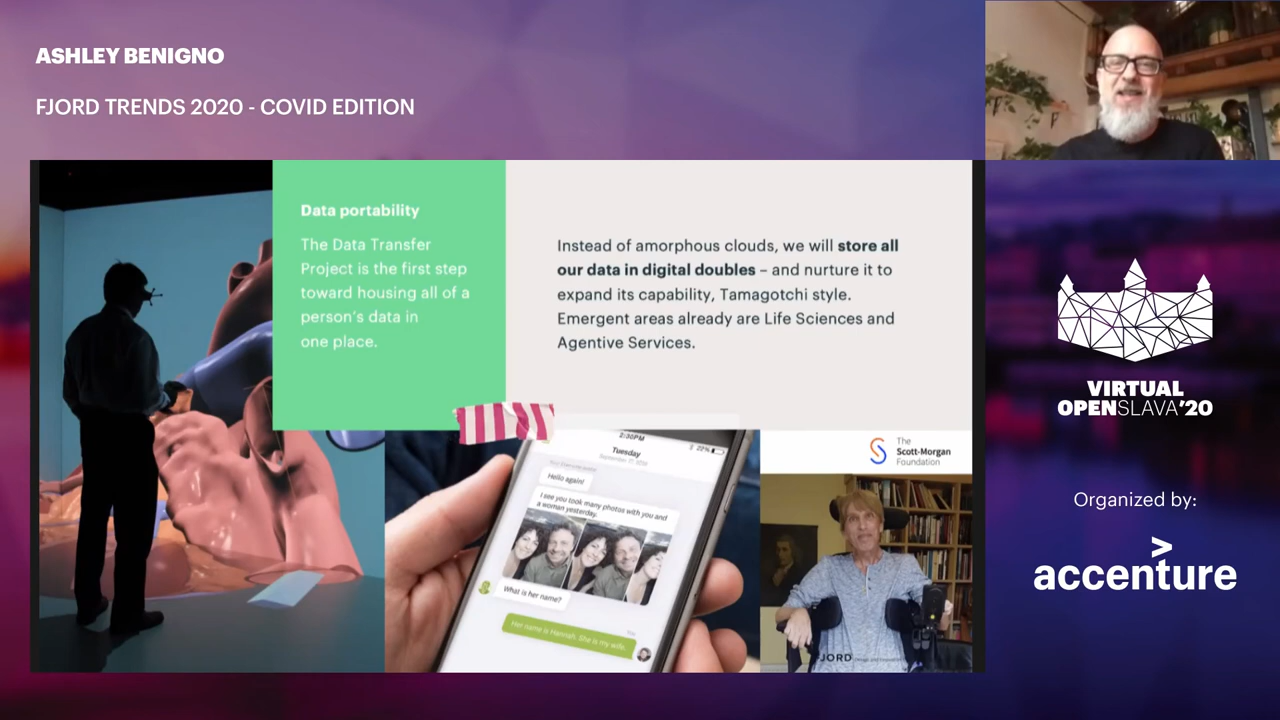 ASHLEY BENIGNO
FJORD TRENDS 2020 - COVID EDITION
Data portability
The Data Transfer
Project is the first step
toward housing all of a
person's data in
one place.
Instead of amorphous clouds, we will store all
our data in digital doubles – and nurture it to
expand its capability, Tamagotchi style.
Emergent areas already are Life Sciences and
Agentive Services.
2:30PM
22%
Tuesday
Hello again!
I see you took many photos with you and
a woman yesterday.
What is her name?
Her name is Hannah. She is my wife.
The
Scott-Morgan
Foundation
FJORD
VIRTUAL
OPENSLAVA'20
Organized by:
accenture